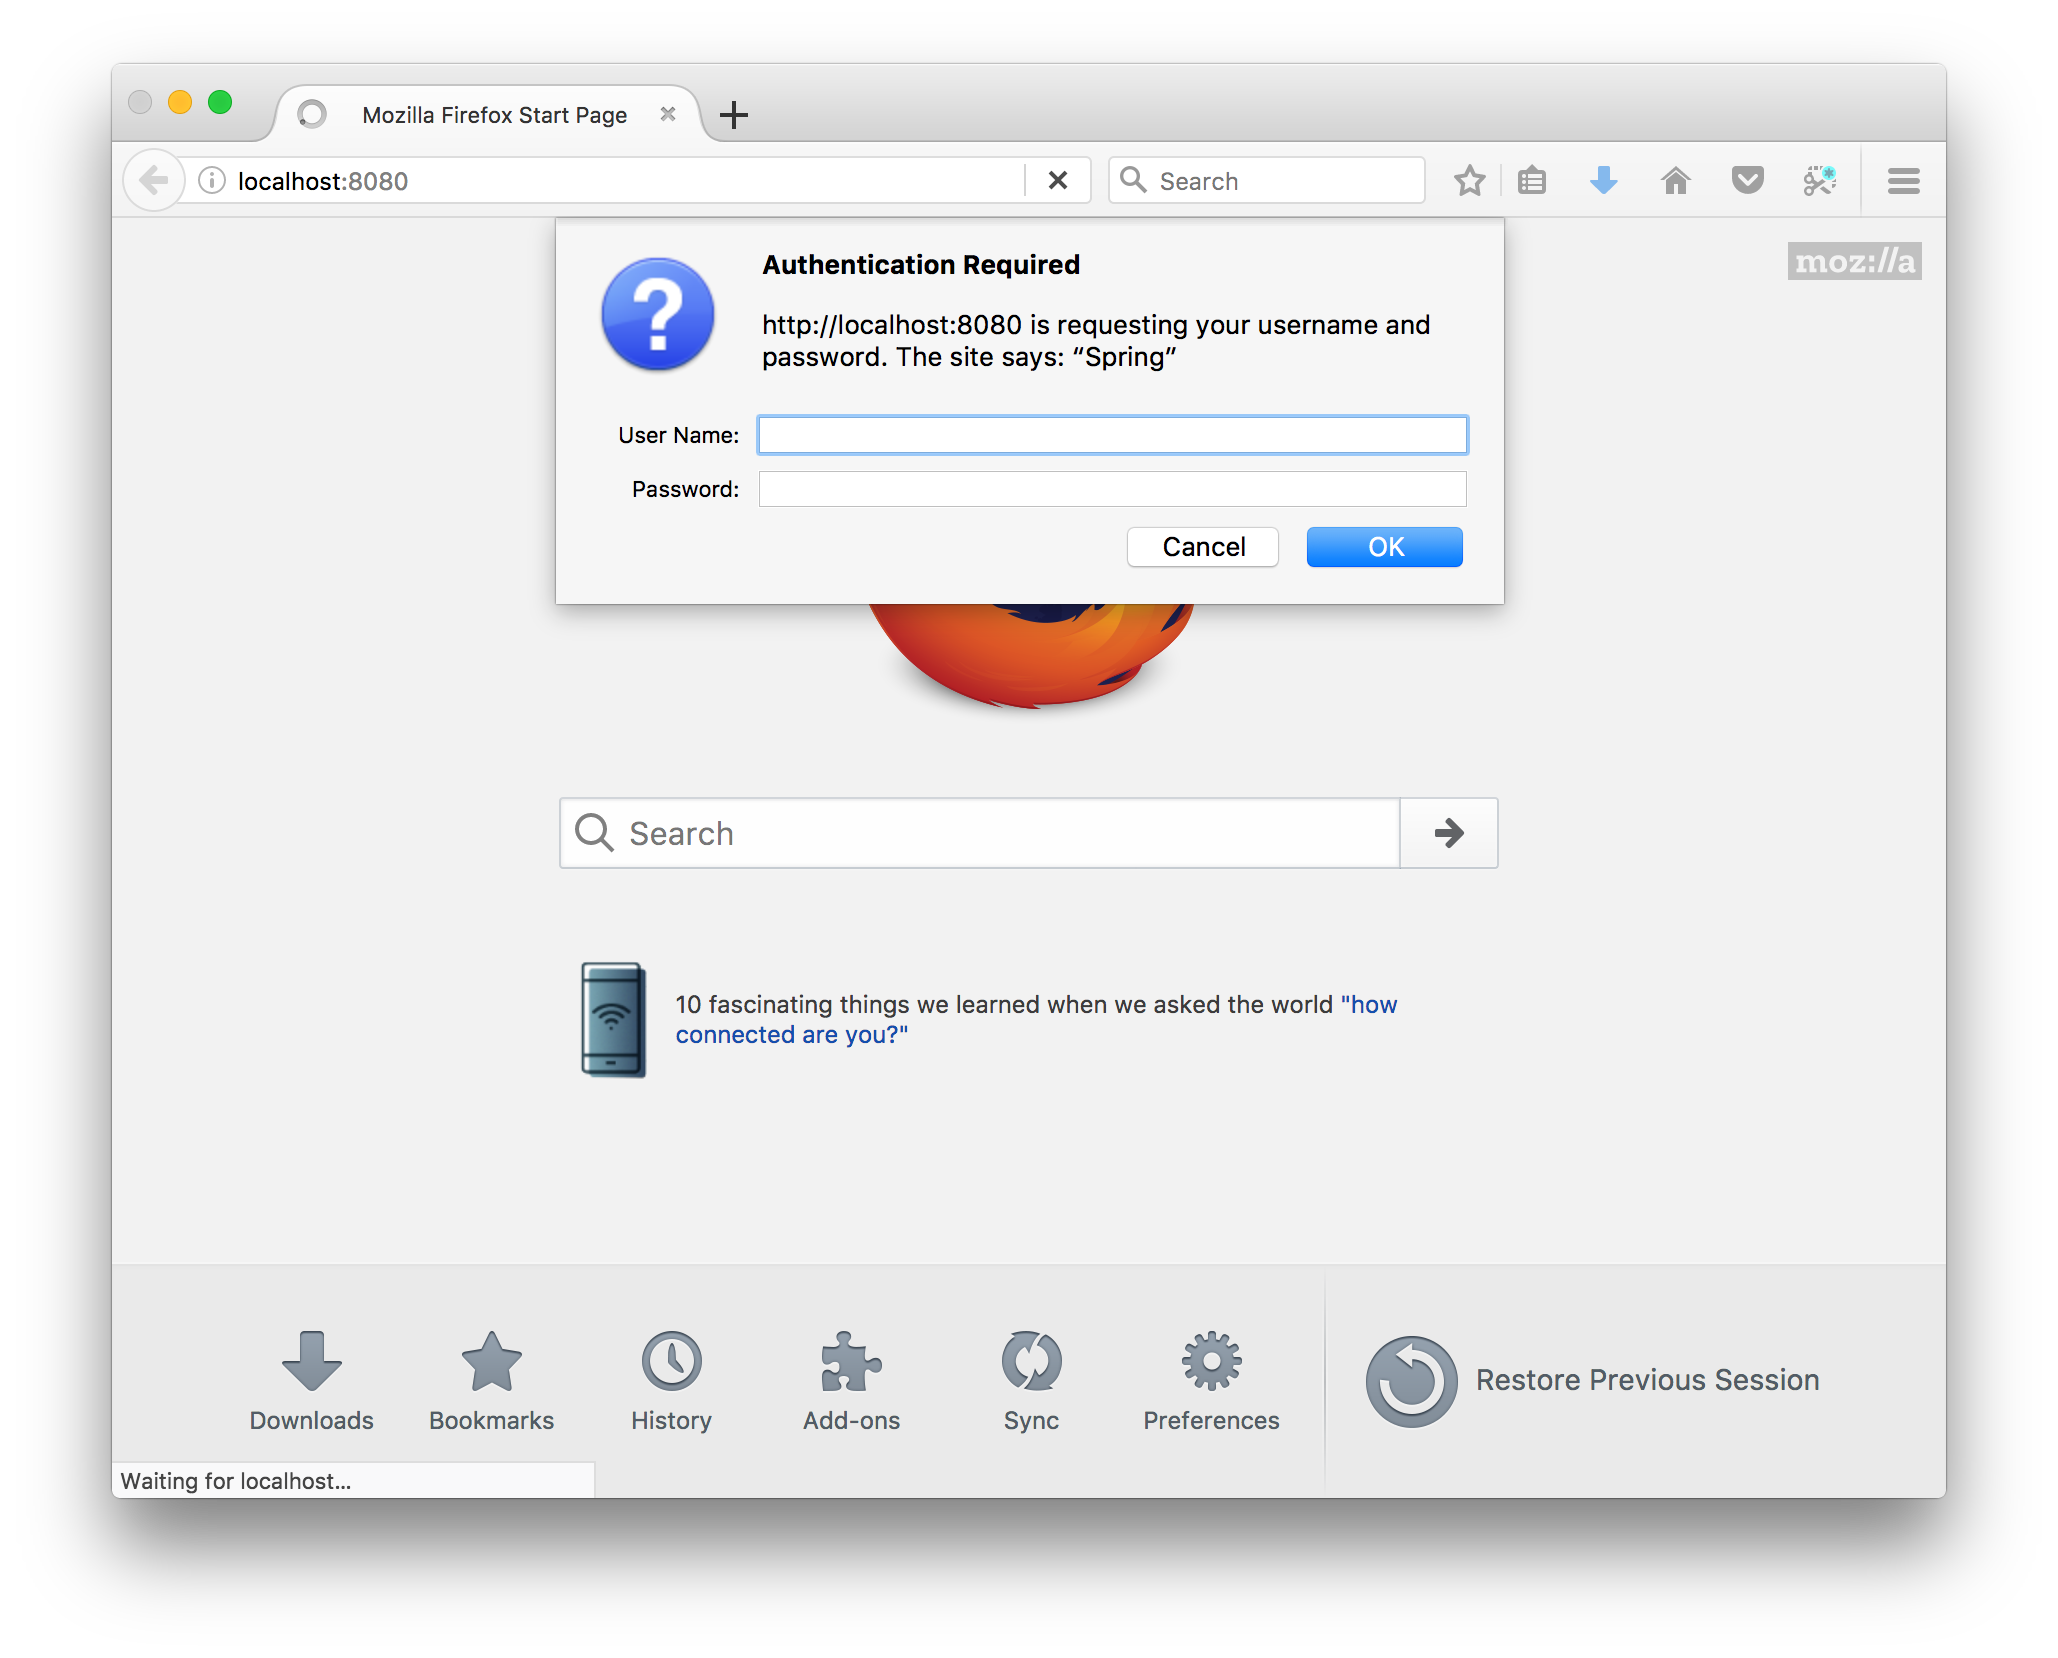 Mozilla Firefox Start Page
localhost:8080
Search
moz://a
Authentication Required
http://localhost:8080 is requesting your username and
password. The site says: “Spring”
User Name:
Password:
Cancel
OK
Search
10 fascinating things we learned when we asked the world "how
connected are you?"
Downloads
Bookmarks
History
Add-ons
Sync
Preferences
Restore Previous Session
Waiting for localhost...